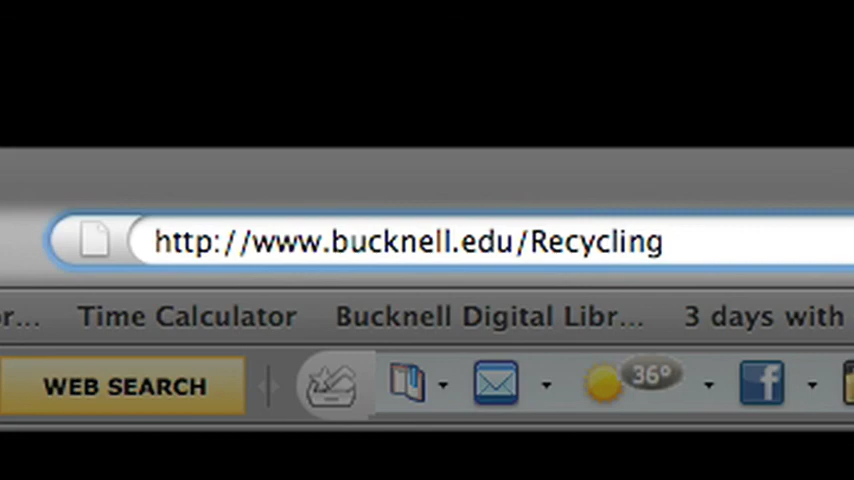 http://www.bucknell.edu/Recycling
r... Time Calculator Bucknell Digital Libr... 3 days with
WEB SEARCH 36°